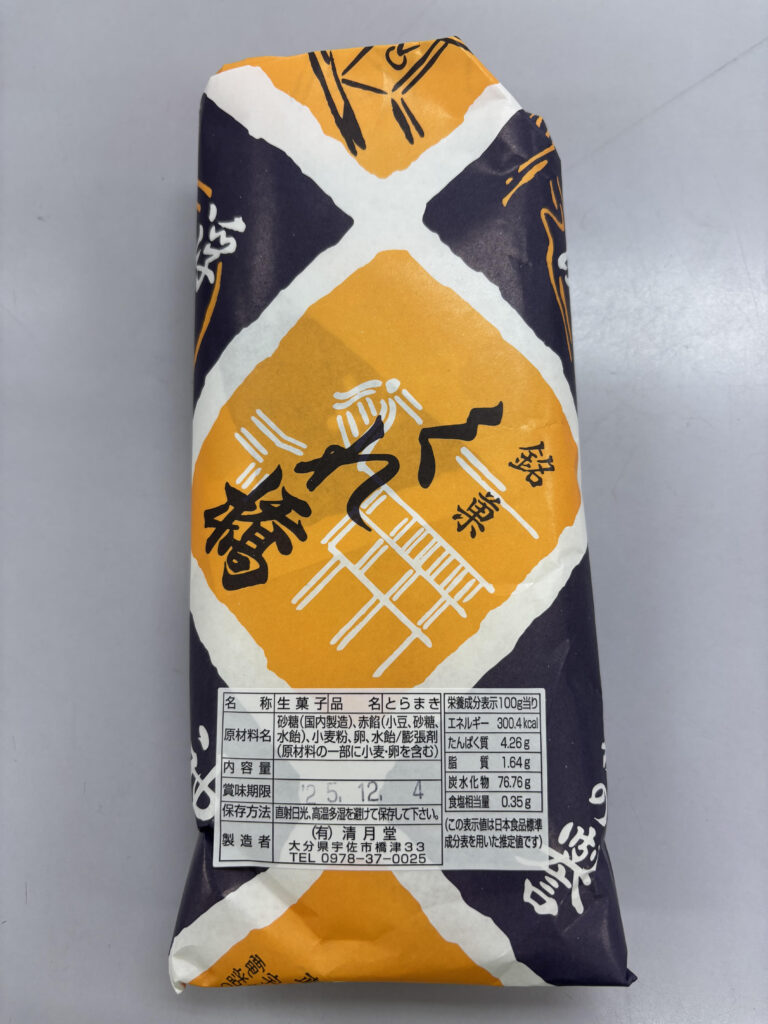 銘菓
くれ橋
名称 生菓子 品名 とらまき
原材料名 砂糖(国内製造)、赤餡(小豆、砂糖、
水飴)、小麦粉、卵、水飴/膨張剤
(原材料の一部に小麦・卵を含む)
内容量
賞味期限 25.12.4
保存方法 直射日光、高温多湿を避けて保存して下さい。
製造者 (有)清月堂
大分県宇佐市橋津33
TEL 0978-37-0025
栄養成分表示100g当り
エネルギー 300.4kcal
たんぱく質 4.26g
脂質 1.64g
炭水化物 76.76g
食塩相当量 0.35g
(この表示値は日本食品標準
成分表を用いた推定値です)